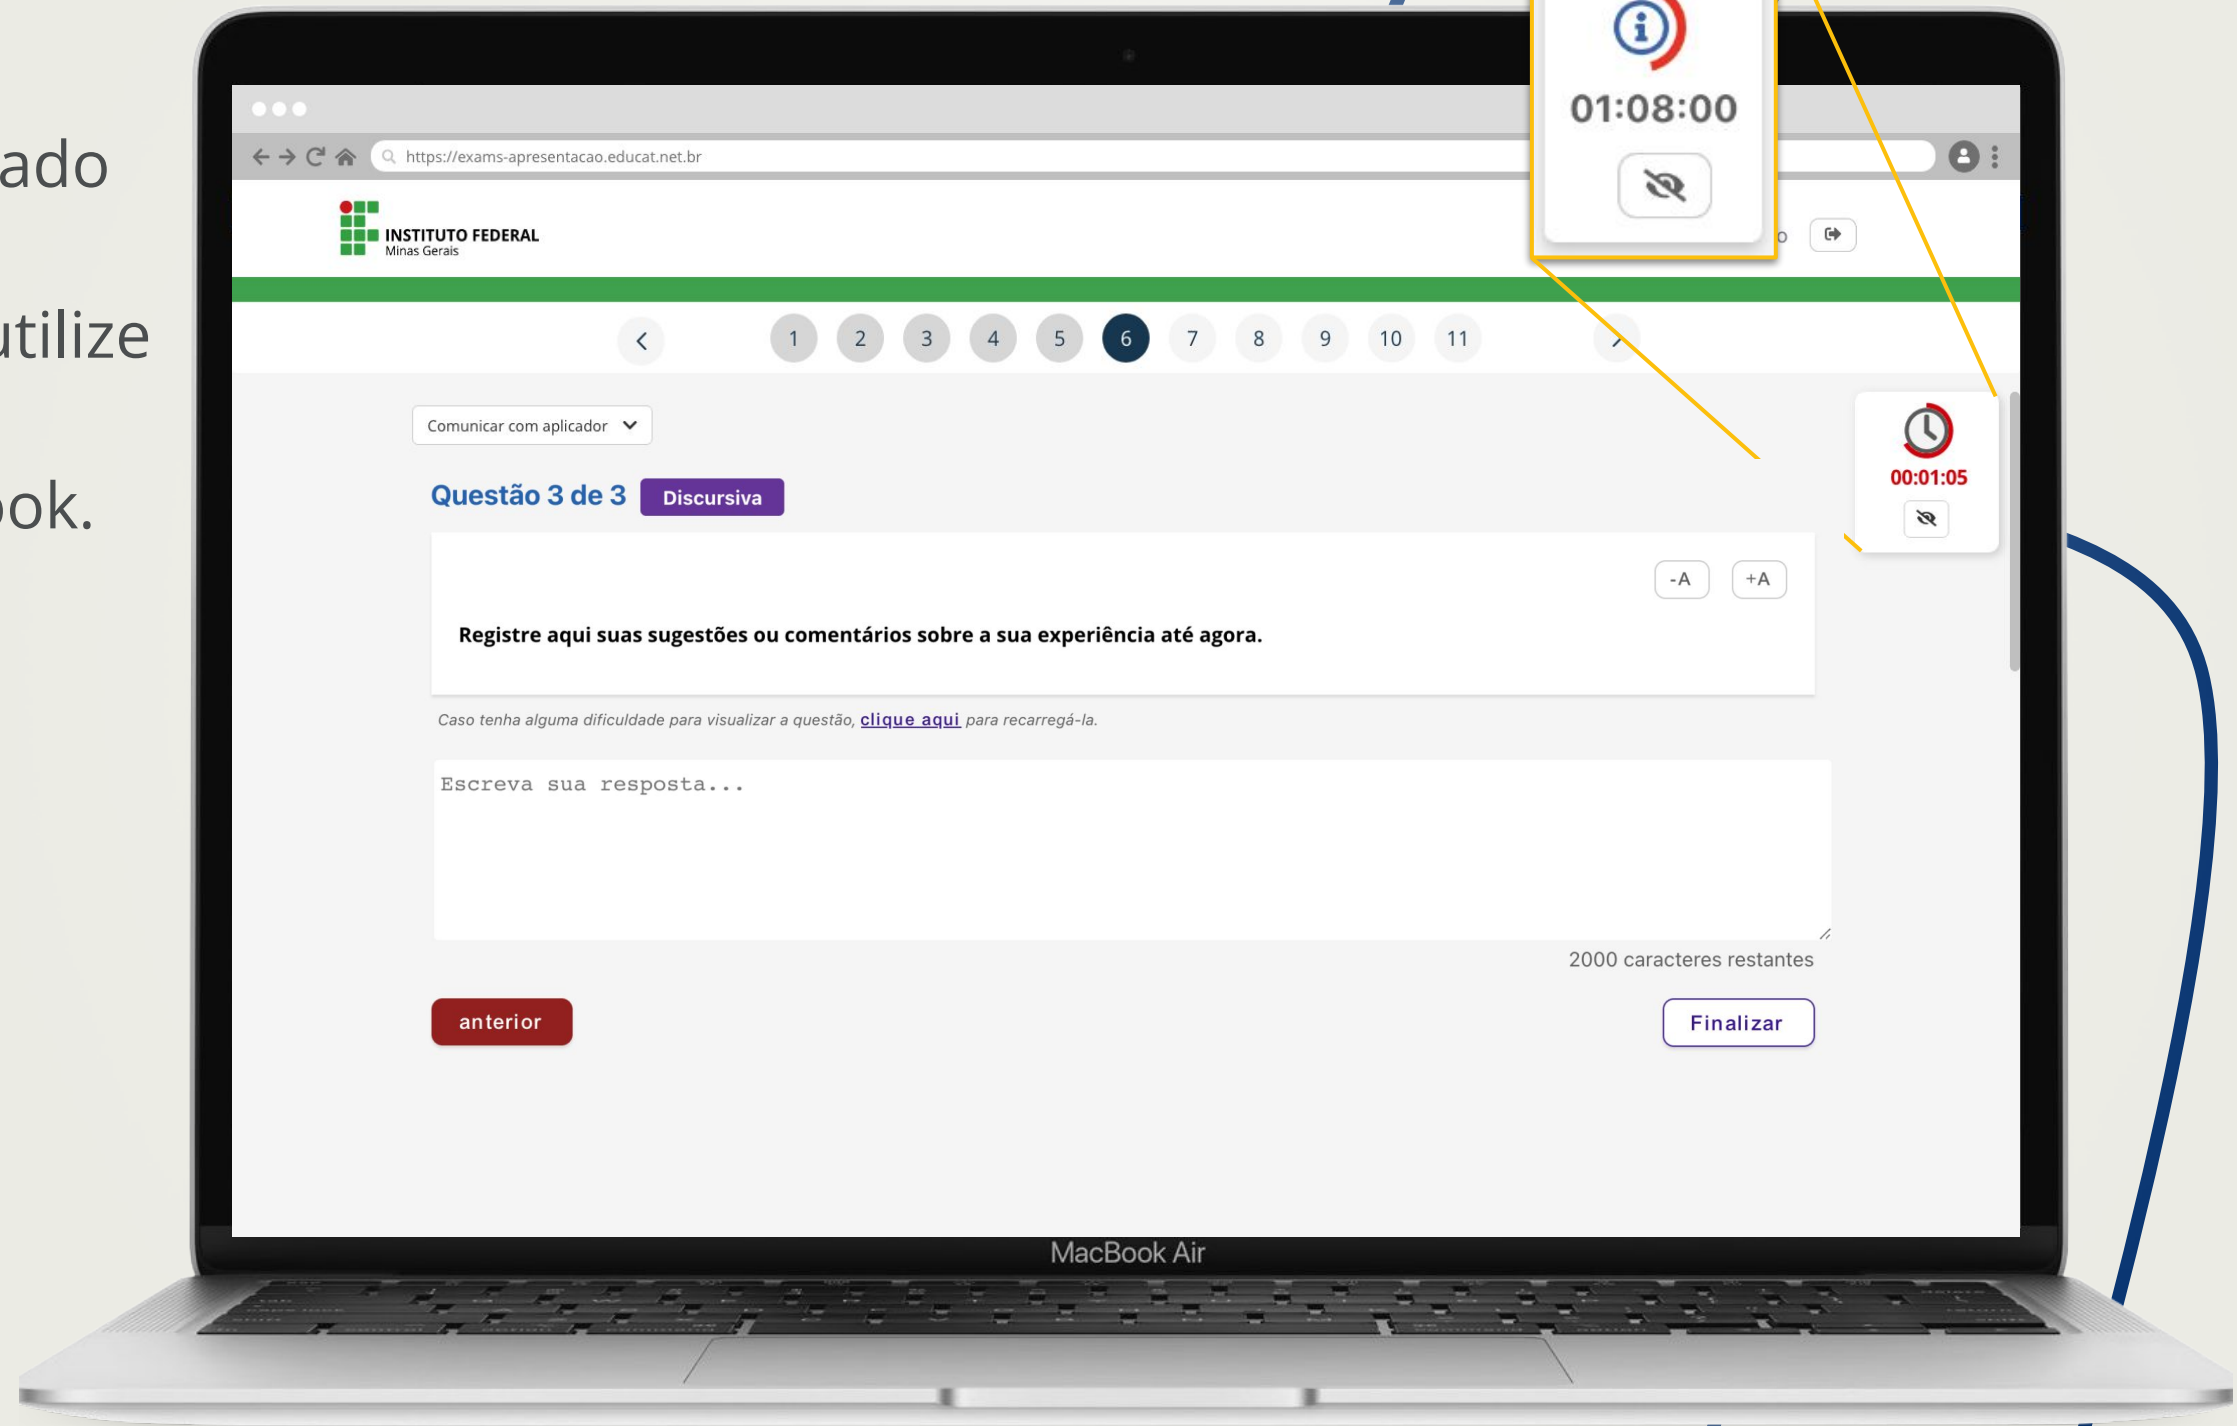 ado
utilize
ook.
01:08:00
https://exams-apresentacao.educat.net.br
INSTITUTO FEDERAL
Minas Gerais
o
1 2 3 4 5 6 7 8 9 10 11
Comunicar com aplicador
00:01:05
Questão 3 de 3 Discursiva
-A +A
Registre aqui suas sugestões ou comentários sobre a sua experiência até agora.
Caso tenha alguma dificuldade para visualizar a questão, clique aqui para recarregá-la.
Escreva sua resposta...
2000 caracteres restantes
anterior Finalizar
MacBook Air